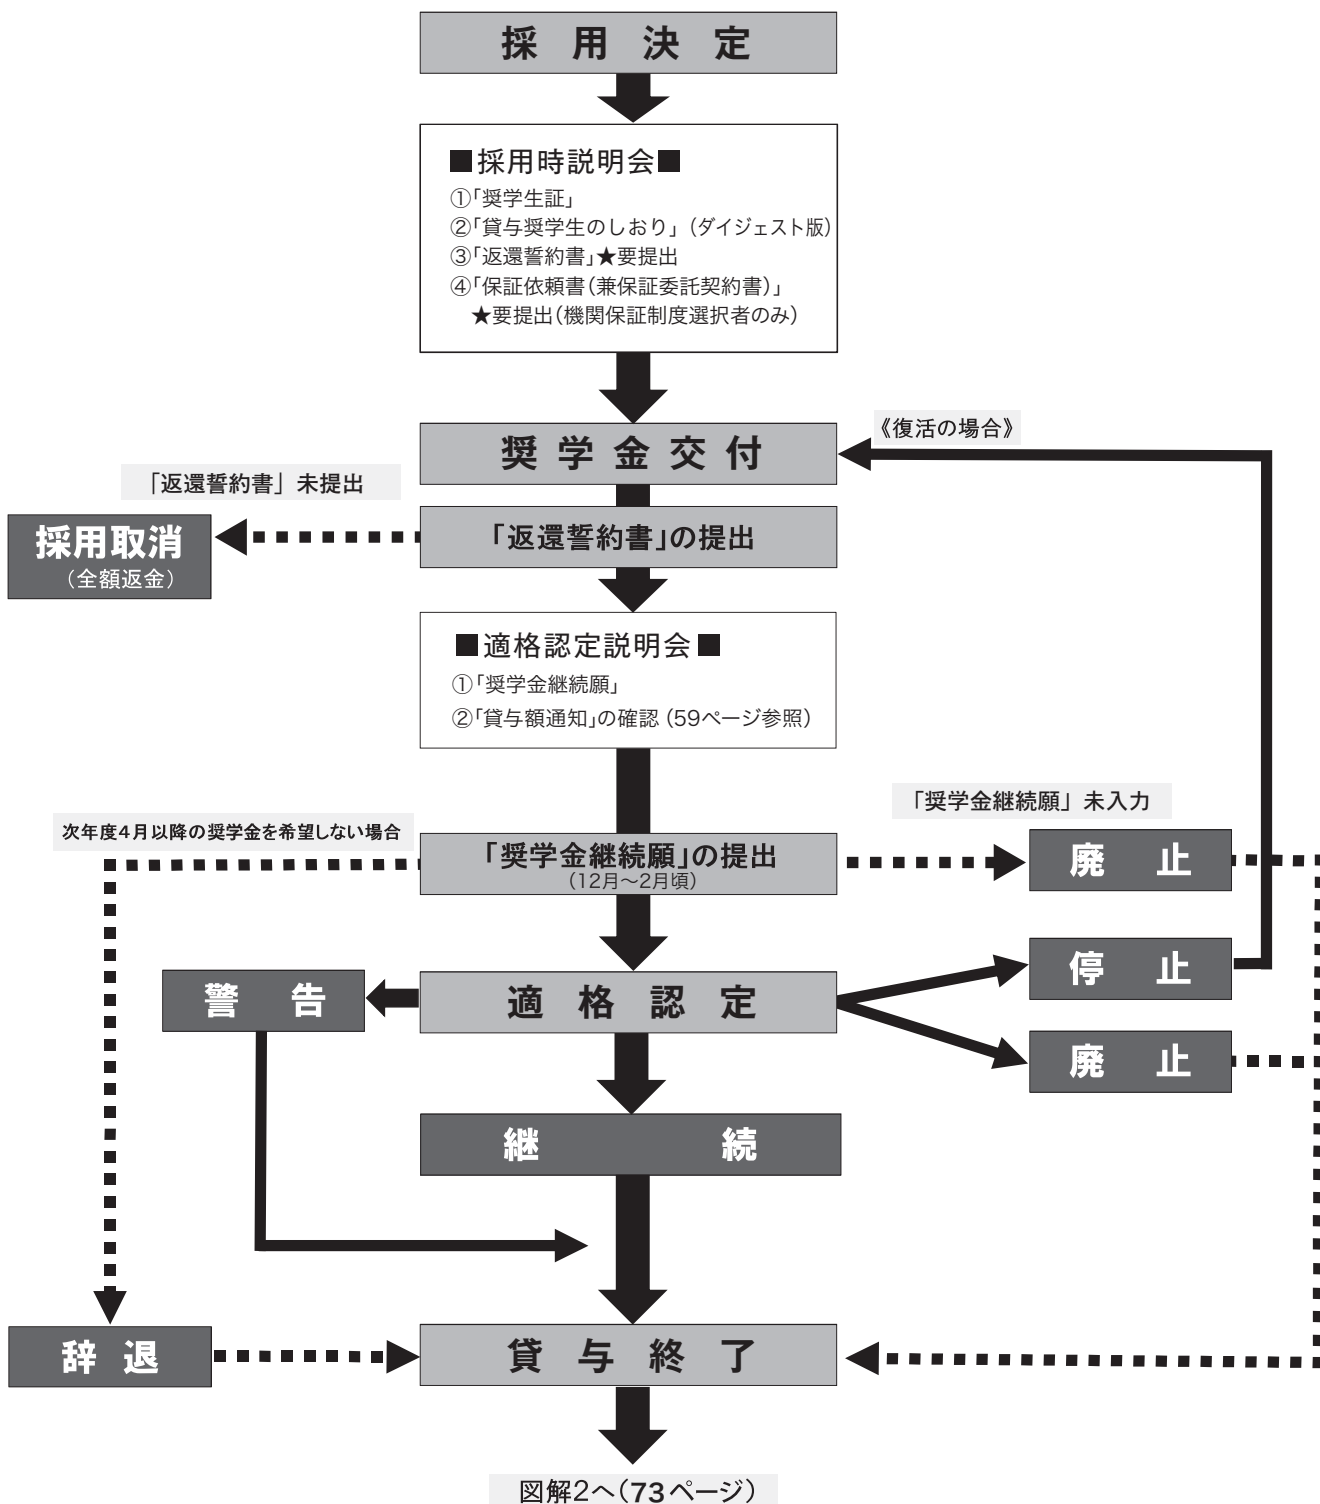 採用決定
■採用時説明会■
①「奨学生証」
②「貸与奨学生のしおり」(ダイジェスト版)
③「返還誓約書」★要提出
④「保証依頼書(兼保証委託契約書)」
★要提出(機関保証制度選択者のみ)
《復活の場合》
奨学金交付
「返還誓約書」未提出
採用取消
(全額返金)
「返還誓約書」の提出
■適格認定説明会■
①「奨学金継続願」
②「貸与額通知」の確認(59ページ参照)
「奨学金継続願」未入力
次年度4月以降の奨学金を希望しない場合
「奨学金継続願」の提出
(12月～2月頃)
廃止
停止
警告
適格認定
廃止
継続
辞退
貸与終了
図解2へ(73ページ)